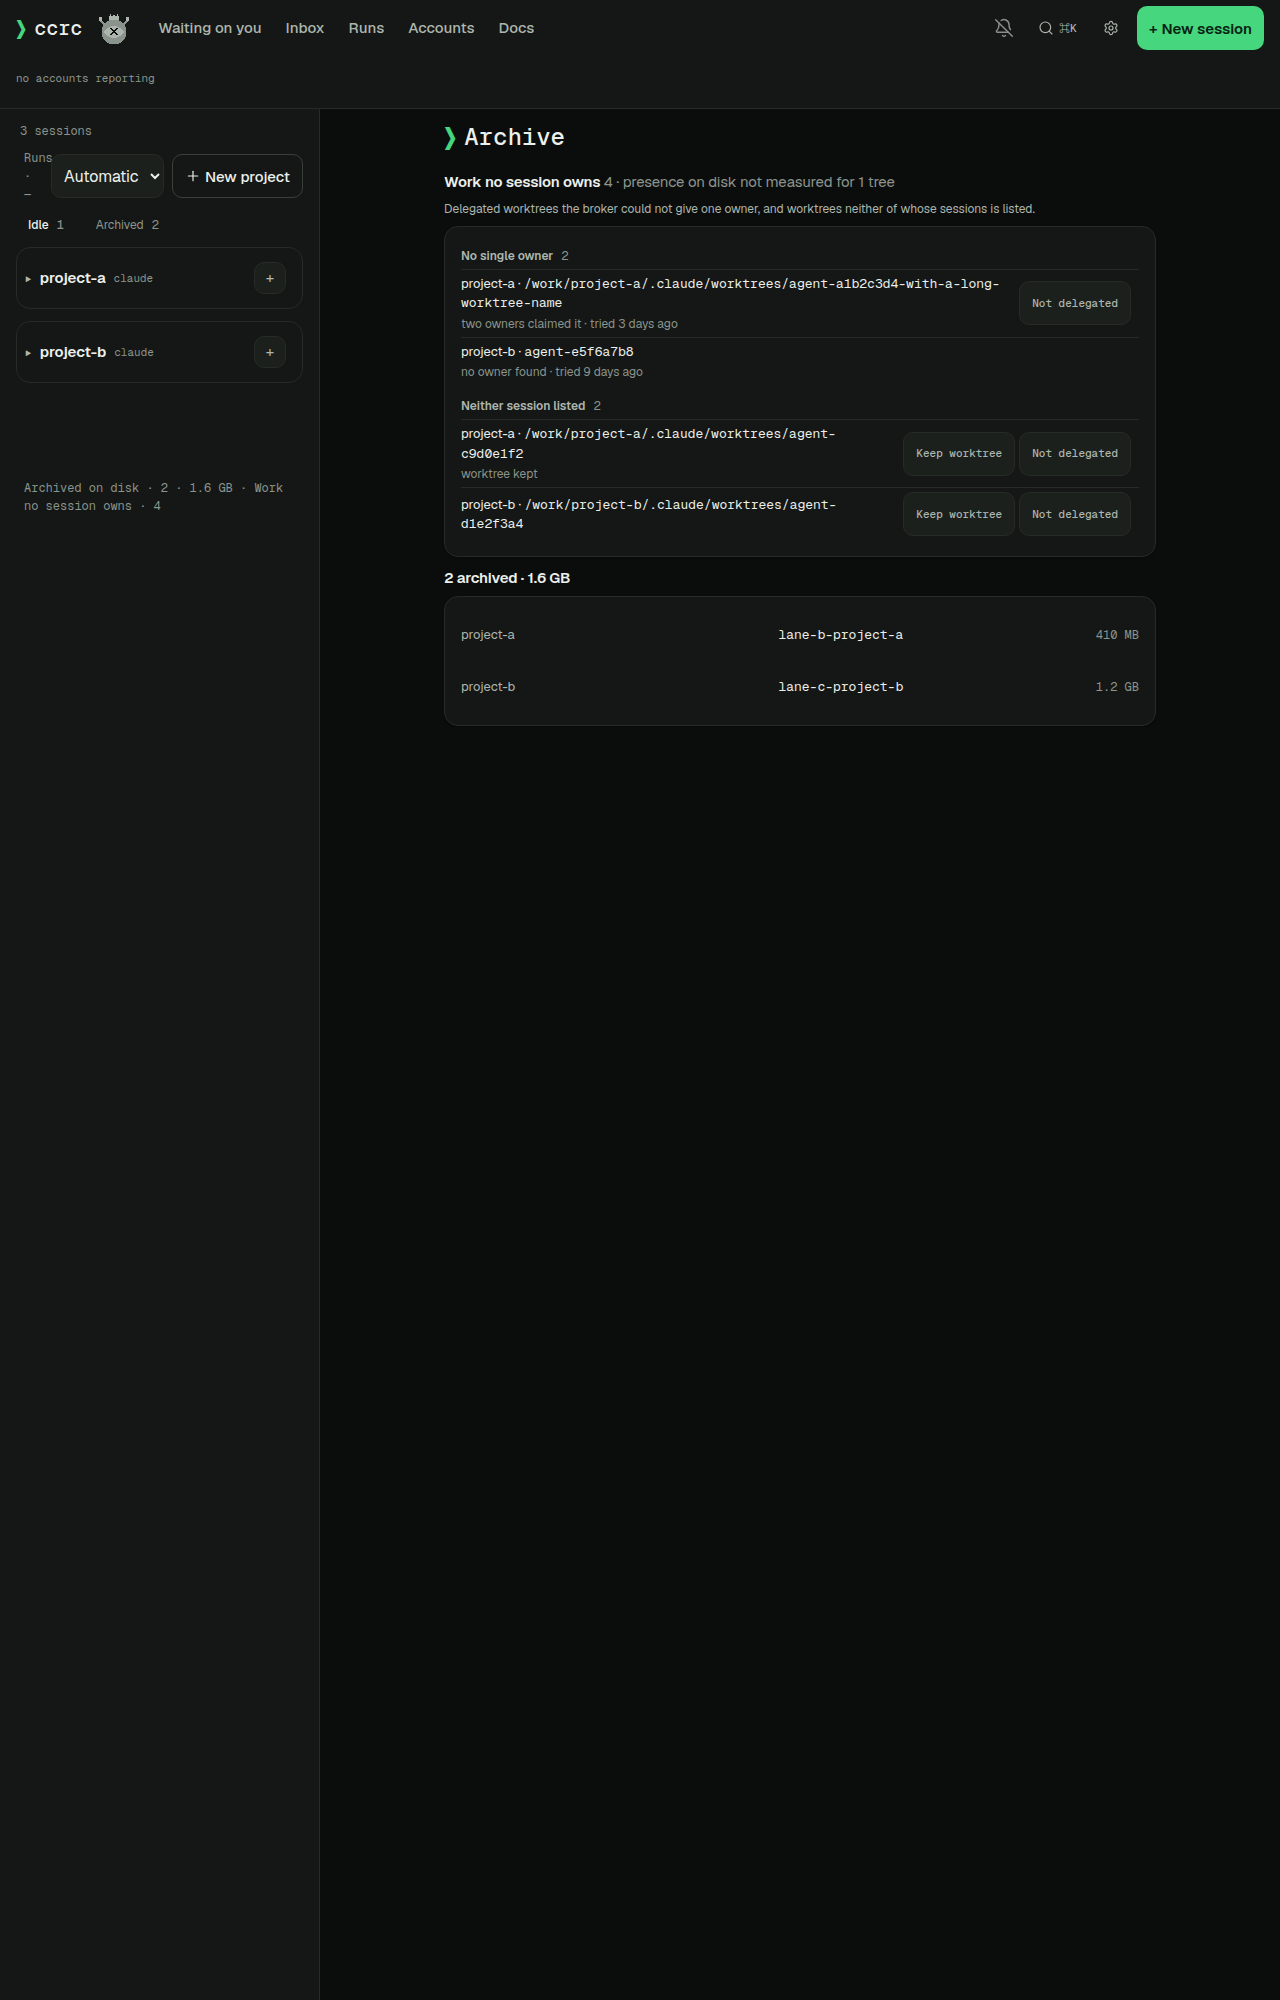 ❯ ccrc
Waiting on you
Inbox
Runs
Accounts
Docs
⌘K
+ New session
no accounts reporting
3 sessions
Runs
·
—
Automatic
+ New project
Idle 1
Archived 2
▸ project-a claude
+
▸ project-b claude
+
Archived on disk · 2 · 1.6 GB · Work
no session owns · 4
❯ Archive
Work no session owns 4 · presence on disk not measured for 1 tree
Delegated worktrees the broker could not give one owner, and worktrees neither of whose sessions is listed.
No single owner 2
project-a · /work/project-a/.claude/worktrees/agent-a1b2c3d4-with-a-long-
worktree-name
two owners claimed it · tried 3 days ago
Not delegated
project-b · agent-e5f6a7b8
no owner found · tried 9 days ago
Neither session listed 2
project-a · /work/project-a/.claude/worktrees/agent-
c9d0e1f2
worktree kept
Keep worktree
Not delegated
project-b · /work/project-b/.claude/worktrees/agent-
d1e2f3a4
Keep worktree
Not delegated
2 archived · 1.6 GB
project-a lane-b-project-a 410 MB
project-b lane-c-project-b 1.2 GB